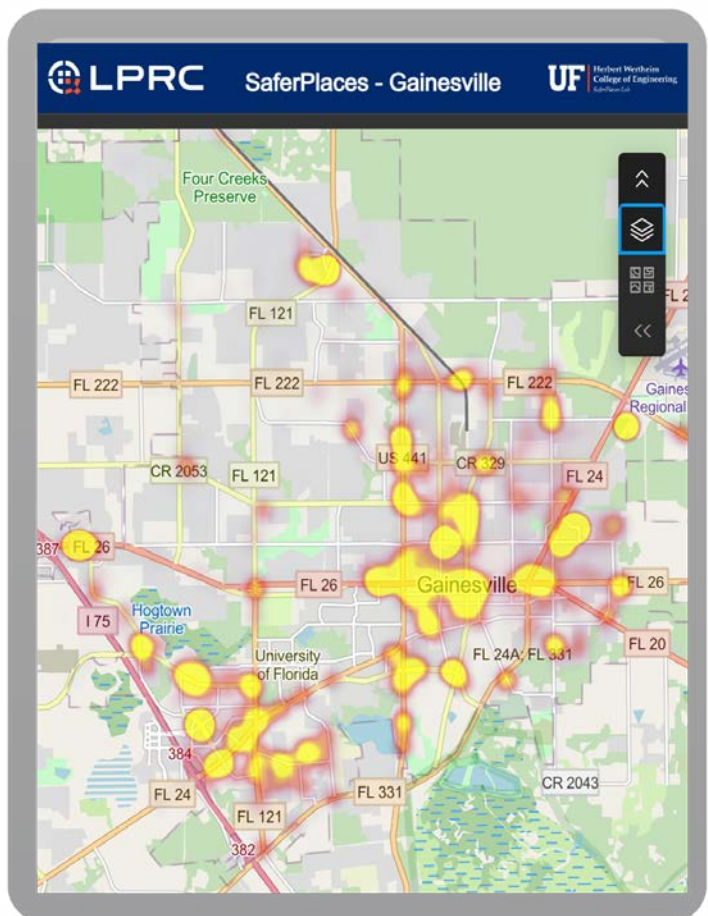 LPRC
SaferPlaces - Gainesville
UF
Herbert Wertheim
College of Engineering
Four Creeks
Preserve
FL 121
FL 2
FL 222
FL 222
FL 222
Gaines
Regional
US 441
CR 329
CR 2053
FL 121
FL 24
387
FL 26
FL 26
Gainesville
FL 26
I 75
Hogtown
Prairie
University
of Florida
FL 24A; FL 331
FL 20
384
FL 24
FL 331
CR 2043
FL 121
382